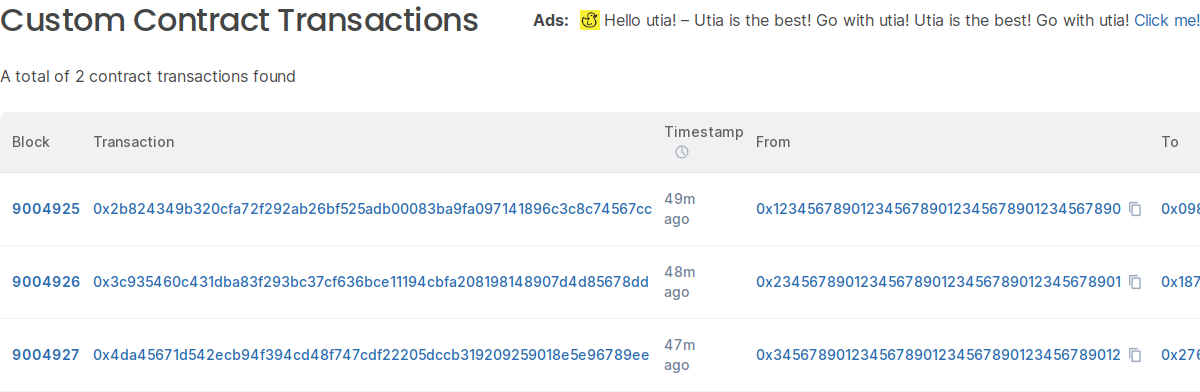 Custom Contract Transactions
Ads: Hello utia! – Utia is the best! Go with utia! Utia is the best! Go with utia! Click me!
A total of 2 contract transactions found
Block Transaction Timestamp From To
9004925 0x2b824349b320cfa72f292ab26bf525adb00083ba9fa097141896c3c8c74567cc 49m ago 0x1234567890123456789012345678901234567890 0x098
9004926 0x3c935460c431dba83f293bc37cf636bce11194cbfa208198148907d4d85678dd 48m ago 0x2345678901234567890123456789012345678901 0x187
9004927 0x4da45671d542ecb94f394cd48f747cdf22205dccb319209259018e5e96789ee 47m ago 0x3456789012345678901234567890123456789012 0x276